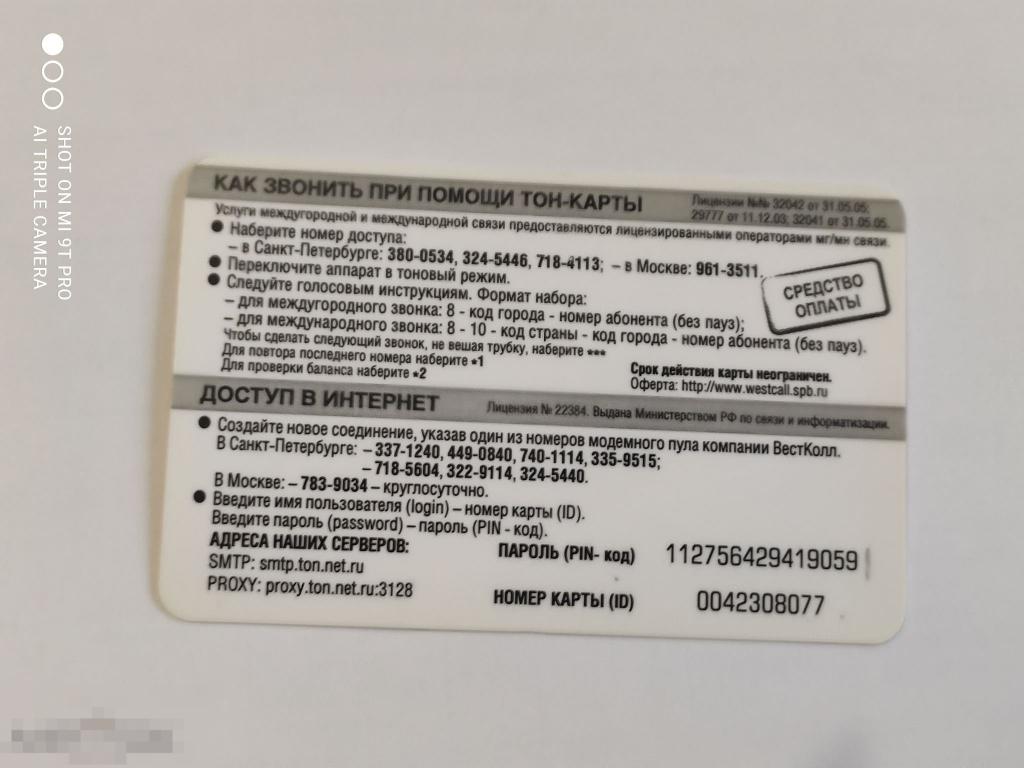 SHOT ON MI 9T PRO
AI TRIPLE CAMERA
КАК ЗВОНИТЬ ПРИ ПОМОЩИ ТОН-КАРТЫ
Лицензии №№ 32042 от 31.05.05;
29777 от 11.12.03; 32041 от 31.05.05.
Услуги междугородной и международной связи предоставляются лицензированными операторами мг/мн связи.
● Наберите номер доступа:
– в Санкт-Петербурге: 380-0534, 324-5446, 718-4113; – в Москве: 961-3511.
● Переключите аппарат в тоновый режим.
● Следуйте голосовым инструкциям. Формат набора:
– для междугородного звонка: 8 - код города - номер абонента (без пауз);
– для международного звонка: 8 - 10 - код страны - код города - номер абонента (без пауз).
СРЕДСТВО
ОПЛАТЫ
Чтобы сделать следующий звонок, не вешая трубку, наберите ***
Для повтора последнего номера наберите *1
Для проверки баланса наберите *2
Срок действия карты неограничен.
Оферта: http://www.westcall.spb.ru
ДОСТУП В ИНТЕРНЕТ
Лицензия № 22384. Выдана Министерством РФ по связи и информатизации.
● Создайте новое соединение, указав один из номеров модемного пула компании ВестКолл.
В Санкт-Петербурге: – 337-1240, 449-0840, 740-1114, 335-9515;
– 718-5604, 322-9114, 324-5440.
В Москве: – 783-9034 – круглосуточно.
● Введите имя пользователя (login) – номер карты (ID).
Введите пароль (password) – пароль (PIN - код).
АДРЕСА НАШИХ СЕРВЕРОВ:
SMTP: smtp.ton.net.ru
PROXY: proxy.ton.net.ru:3128
ПАРОЛЬ (PIN- код) 112756429419059
НОМЕР КАРТЫ (ID) 0042308077